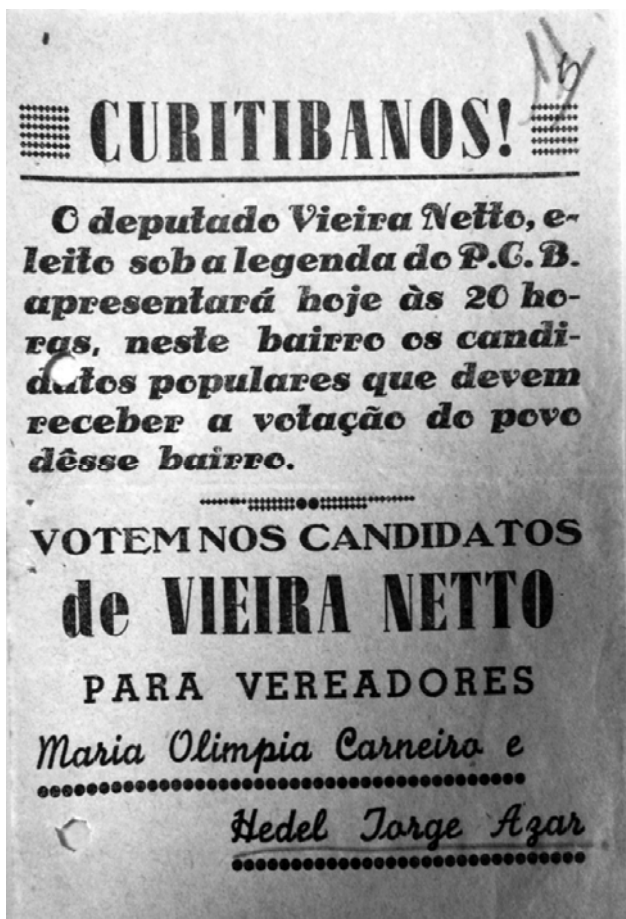 15
CURITIBANOS!
O deputado Vieira Netto, e-
leito sob a legenda do P.C.B.
apresentará hoje às 20 ho-
ras, neste bairro os candi-
datos populares que devem
receber a votação do povo
dêsse bairro.
VOTEM NOS CANDIDATOS
de VIEIRA NETTO
PARA VEREADORES
Maria Olimpia Carneiro e
Hedel Jorge Azar